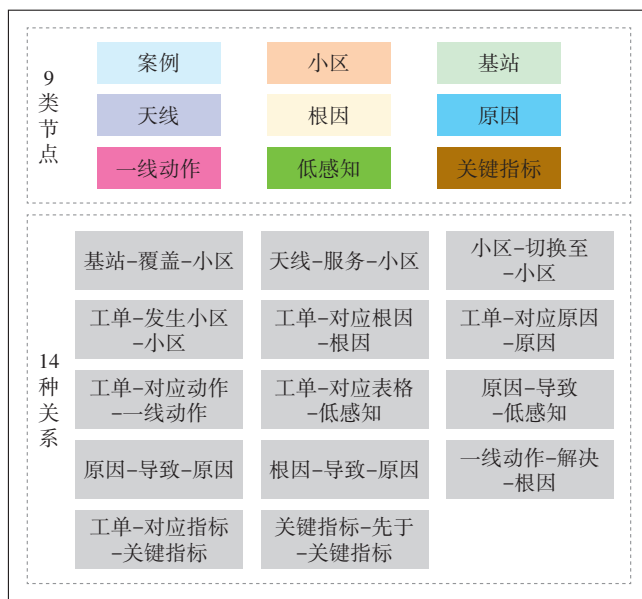 9
类
节
点
案例
小区
基站
天线
根因
原因
一线动作
低感知
关键指标
14
种
关
系
基站–覆盖–小区
天线–服务–小区
小区–切换至
–小区
工单–发生小区
–小区
工单–对应根因
–根因
工单–对应原因
–原因
工单–对应动作
–一线动作
工单–对应表格
–低感知
原因–导致–
低感知
原因–导致–原因
根因–导致–原因
一线动作–解决
–根因
工单–对应指标
–关键指标
关键指标–先于
–关键指标